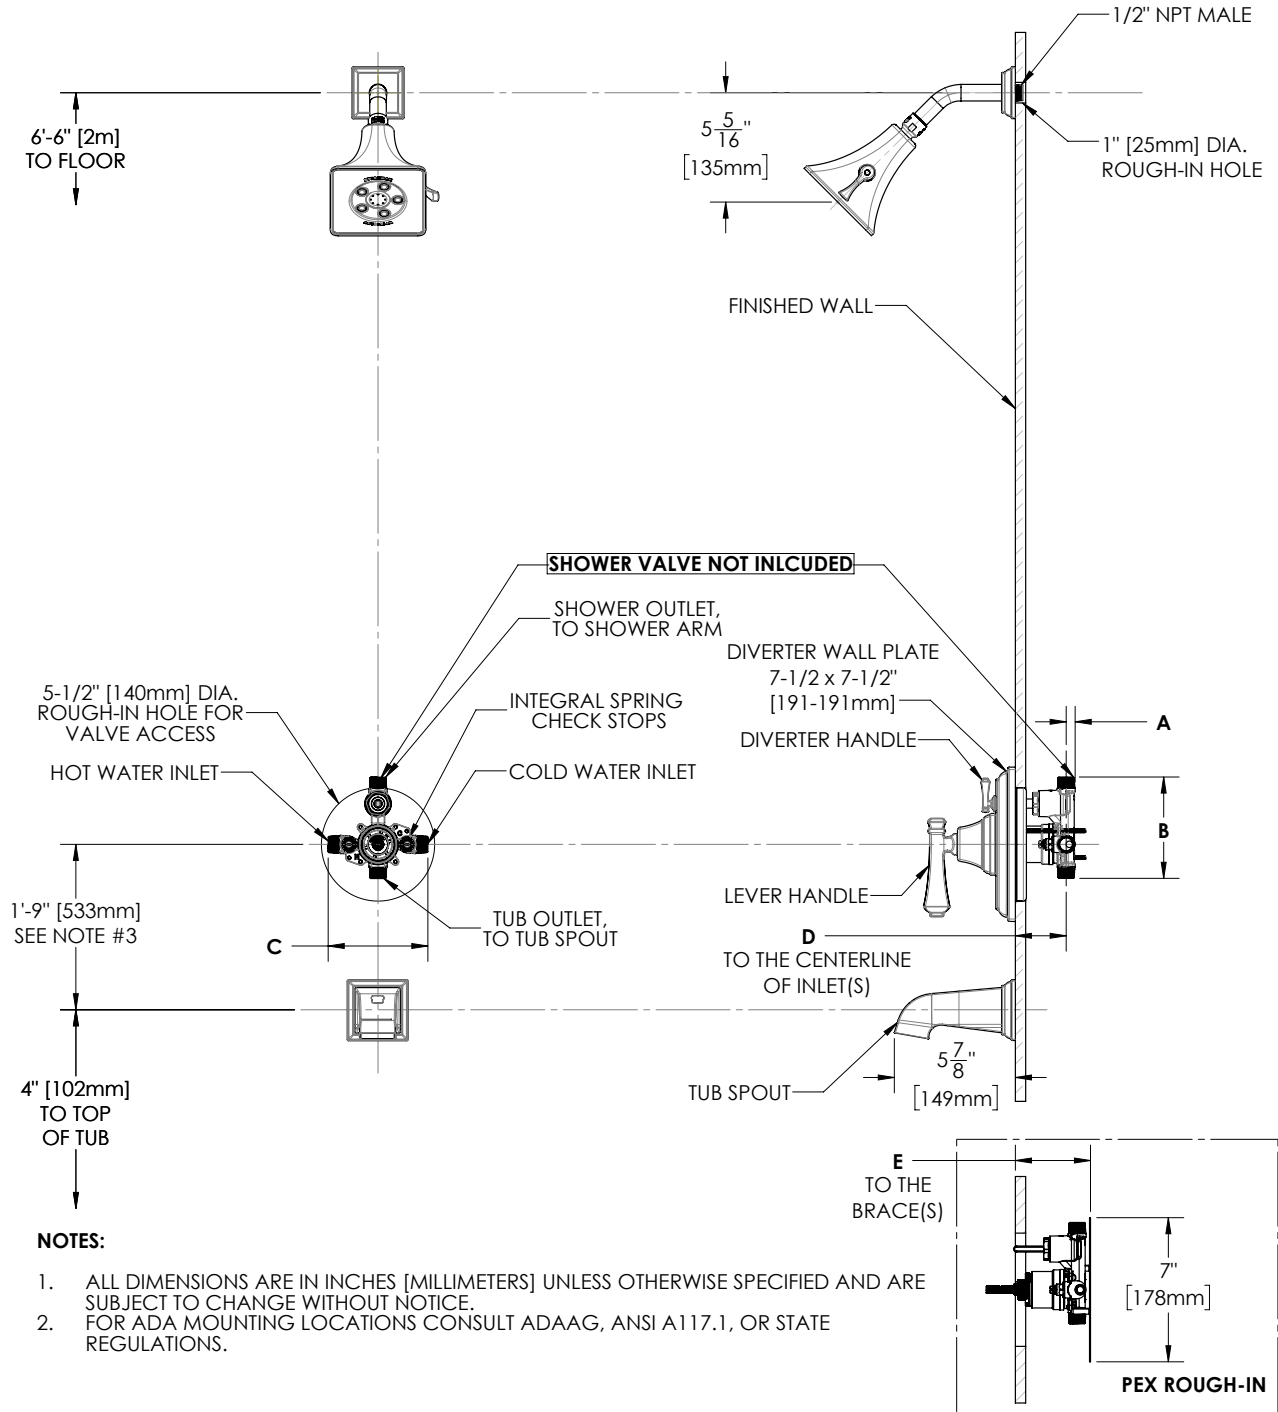 1/2" NPT MALE
6'-6" [2m]
TO FLOOR
5 5/16"
[135mm]
1" [25mm] DIA.
ROUGH-IN HOLE
FINISHED WALL
SHOWER VALVE NOT INLCUDED
SHOWER OUTLET,
TO SHOWER ARM
DIVERTER WALL PLATE
7-1/2 x 7-1/2"
[191-191mm]
5-1/2" [140mm] DIA.
ROUGH-IN HOLE FOR
VALVE ACCESS
INTEGRAL SPRING
CHECK STOPS
DIVERTER HANDLE
A
HOT WATER INLET
COLD WATER INLET
B
LEVER HANDLE
1'-9" [533mm]
SEE NOTE #3
TUB OUTLET,
TO TUB SPOUT
C
D
TO THE CENTERLINE
OF INLET(S)
5 7/8"
[149mm]
TUB SPOUT
4" [102mm]
TO TOP
OF TUB
E
TO THE
BRACE(S)
7"
[178mm]
PEX ROUGH-IN
NOTES:
1. ALL DIMENSIONS ARE IN INCHES [MILLIMETERS] UNLESS OTHERWISE SPECIFIED AND ARE
SUBJECT TO CHANGE WITHOUT NOTICE.
2. FOR ADA MOUNTING LOCATIONS CONSULT ADAAG, ANSI A117.1, OR STATE
REGULATIONS.